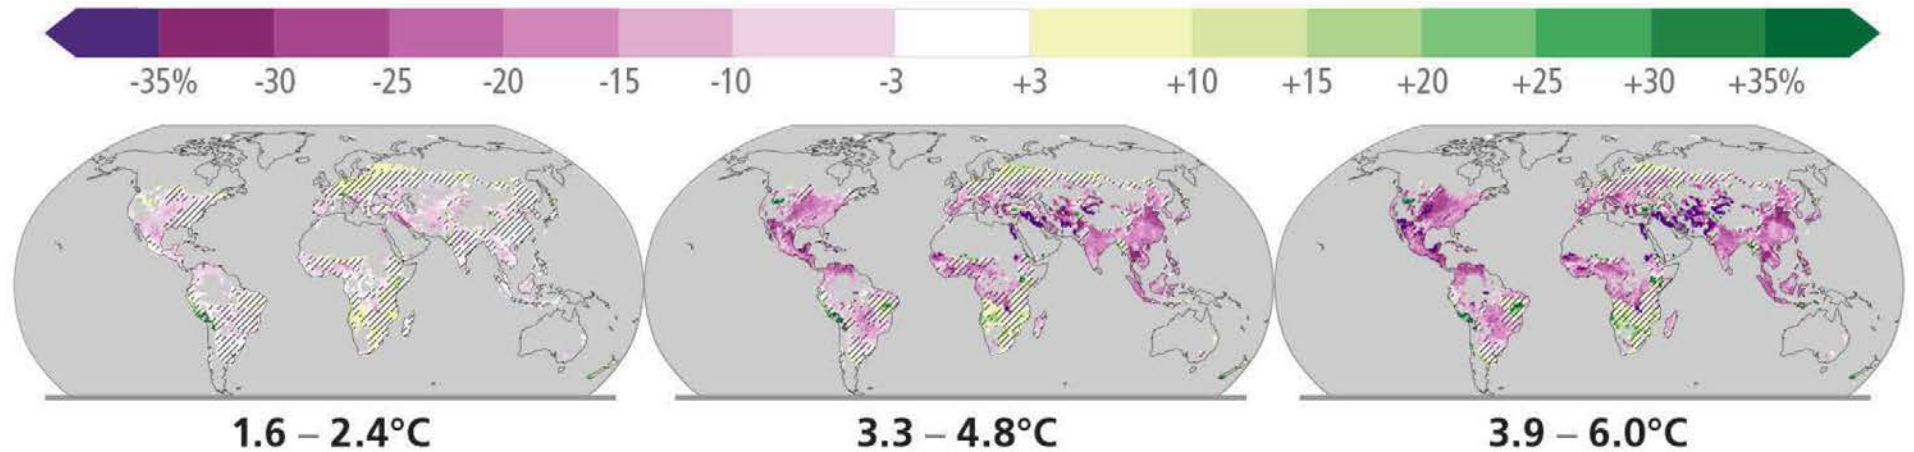 -35% -30 -25 -20 -15 -10 -3 +3 +10 +15 +20 +25 +30 +35%
1.6 – 2.4°C 3.3 – 4.8°C 3.9 – 6.0°C